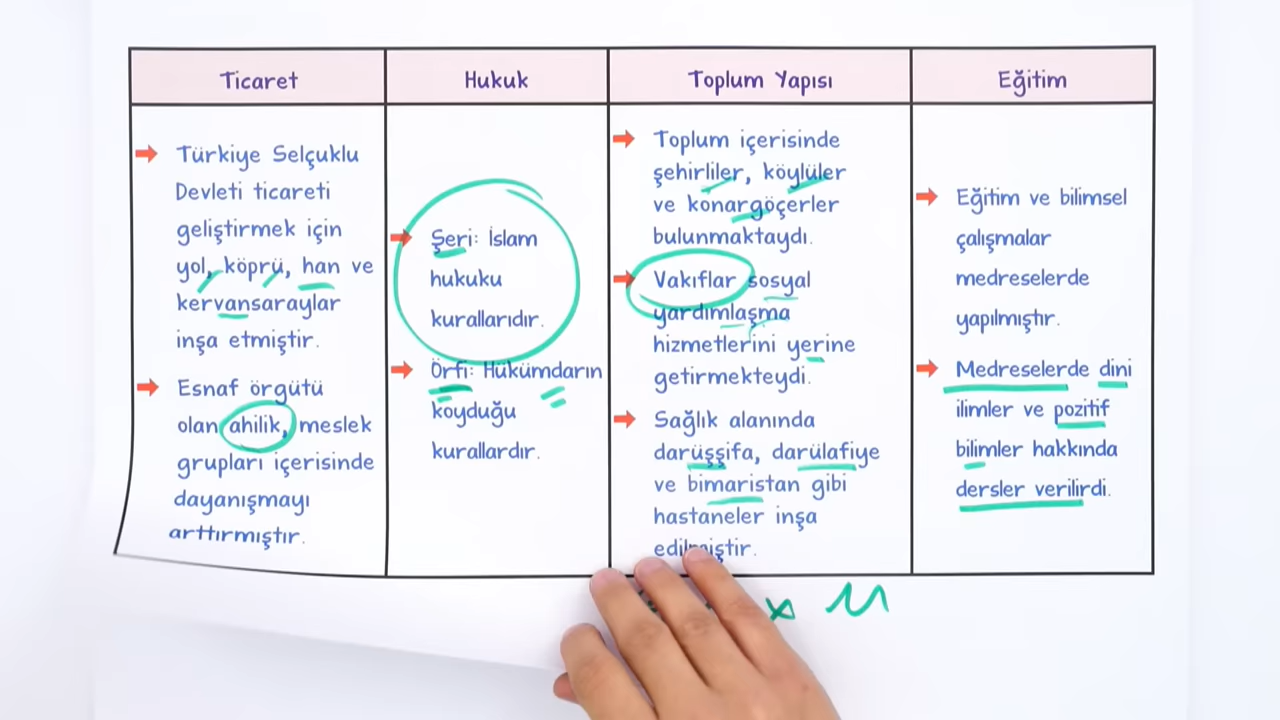 Ticaret
Türkiye Selçuklu
Devleti ticareti
geliştirmek için
yol, köprü, han ve
kervansaraylar
inşa etmiştir.
Esnaf örgütü
olan ahilik, meslek
grupları içerisinde
dayanışmayı
arttırmıştır.
Hukuk
Şeri: İslam
hukuku
kurallarıdır.
Örfi: Hükümdarın
koyduğu
kurallardır.
Toplum Yapısı
Toplum içerisinde
şehirliler, köylüler
ve konargöçerler
bulunmaktaydı.
Vakıflar sosyal
yardımlaşma
hizmetlerini yerine
getirmekteydi.
Sağlık alanında
darüşşifa, darülafiye
ve bimaristan gibi
hastaneler inşa
edilmiştir.
Eğitim
Eğitim ve bilimsel
çalışmalar
medreselerde
yapılmıştır.
Medreselerde dini
ilimler ve pozitif
bilimler hakkında
dersler verilirdi.